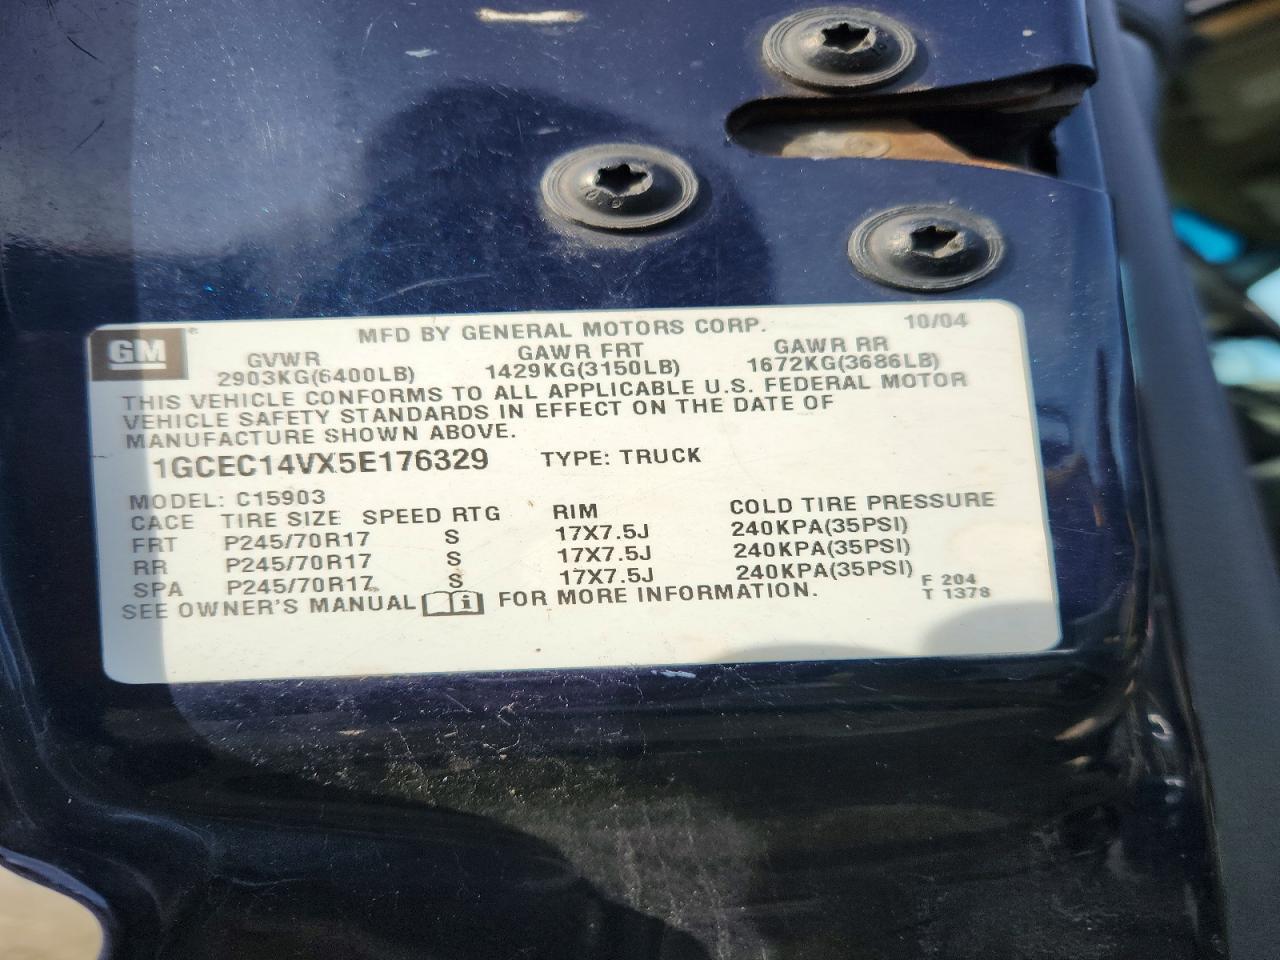 GM ® MFD BY GENERAL MOTORS CORP. 10/04
GVWR GAWR FRT GAWR RR
2903KG(6400LB) 1429KG(3150LB) 1672KG(3686LB)
THIS VEHICLE CONFORMS TO ALL APPLICABLE U.S. FEDERAL MOTOR
VEHICLE SAFETY STANDARDS IN EFFECT ON THE DATE OF
MANUFACTURE SHOWN ABOVE.
1GCEC14VX5E176329 TYPE: TRUCK
MODEL: C15903
CACE TIRE SIZE SPEED RTG RIM COLD TIRE PRESSURE
FRT P245/70R17 S 17X7.5J 240KPA(35PSI)
RR P245/70R17 S 17X7.5J 240KPA(35PSI)
SPA P245/70R17 S 17X7.5J 240KPA(35PSI)
SEE OWNER'S MANUAL i FOR MORE INFORMATION.
F 204
T 1378